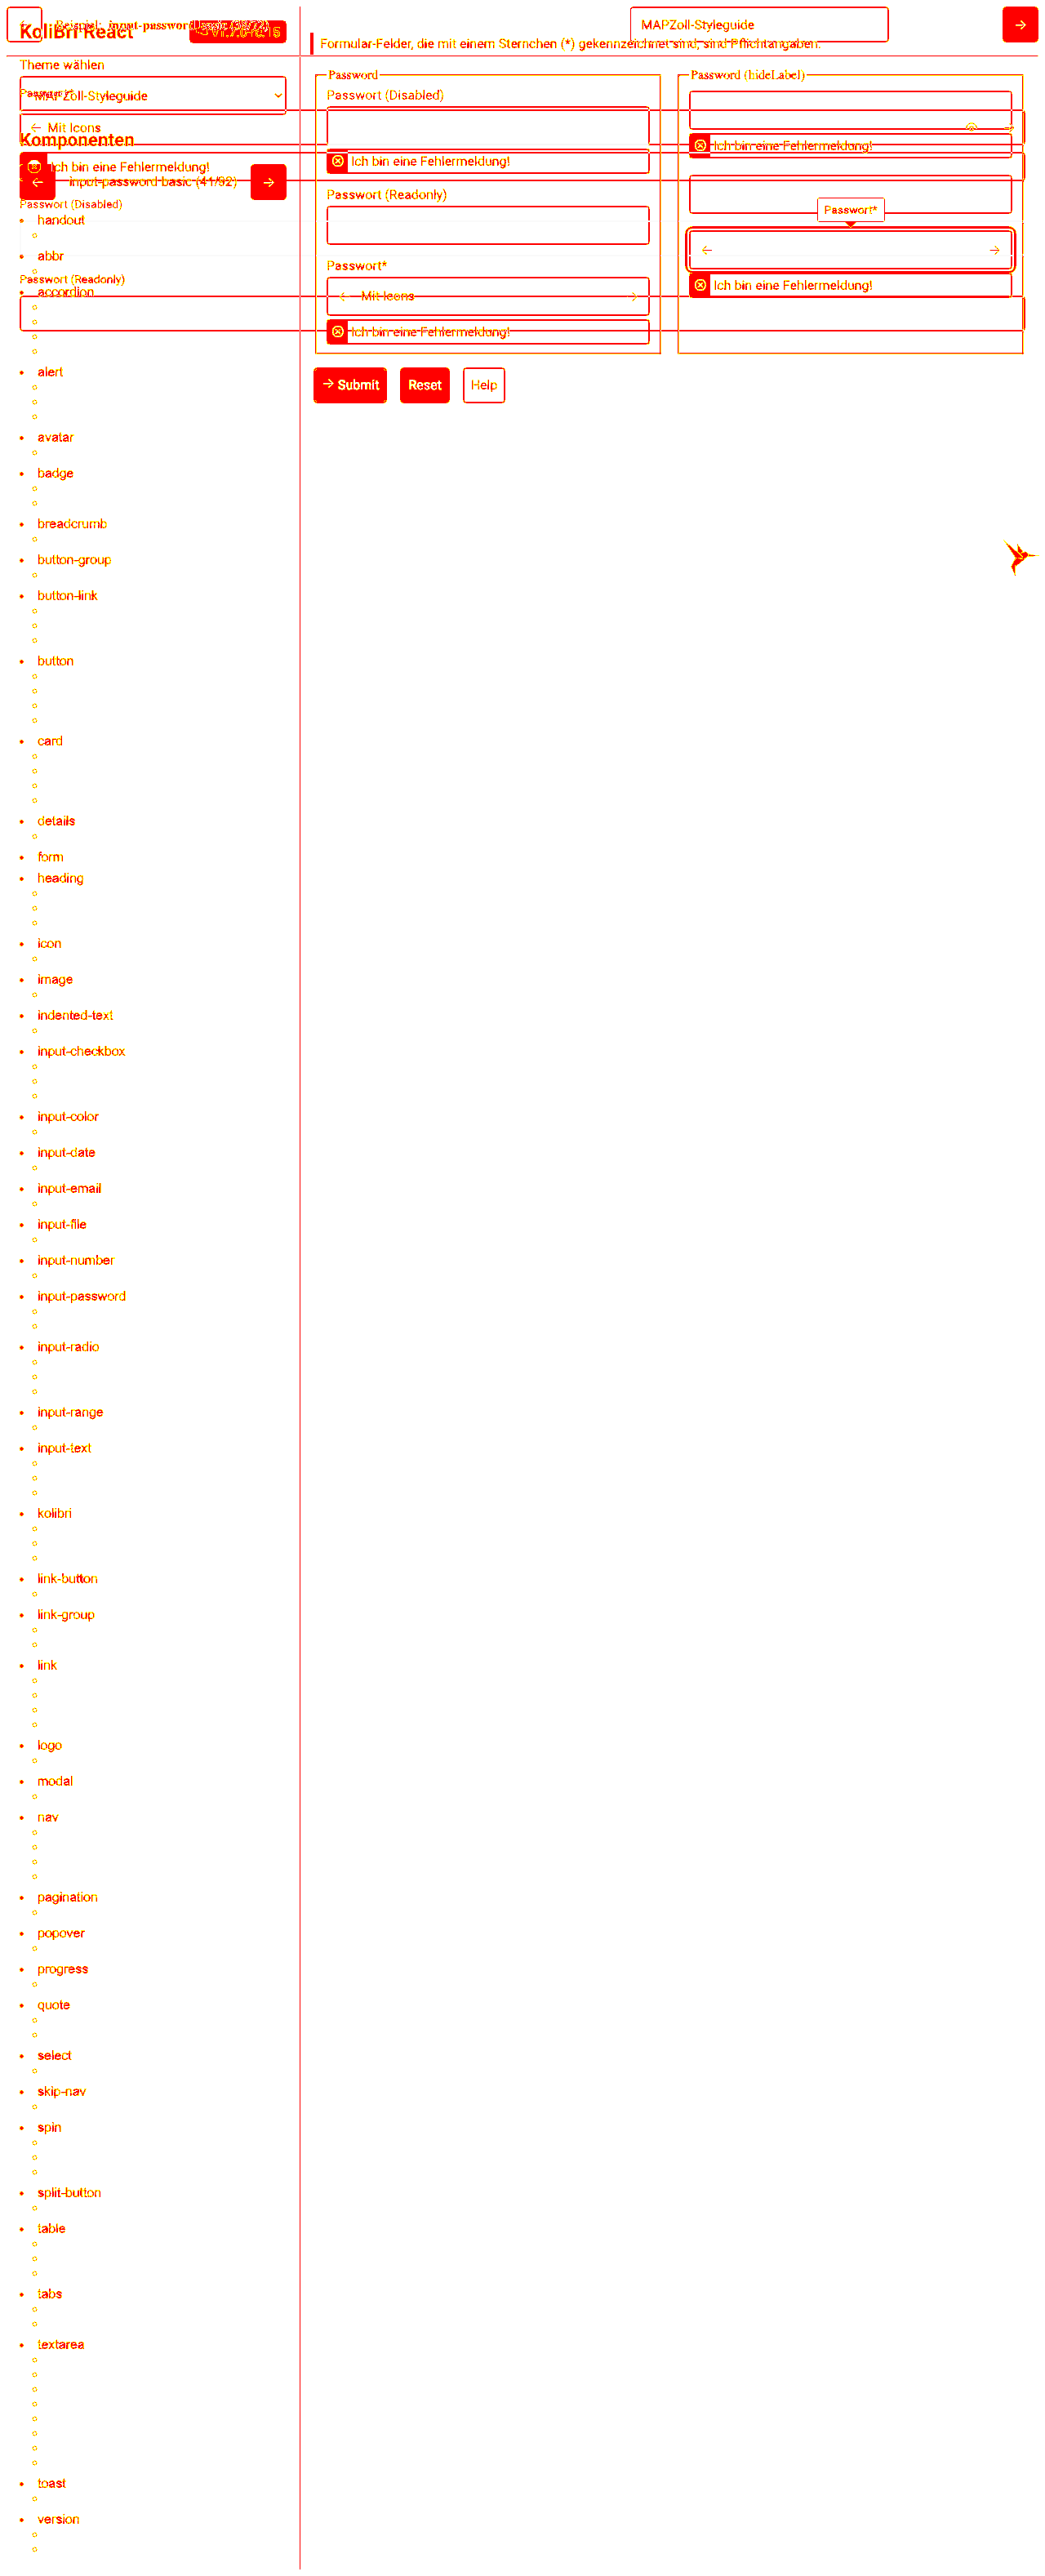 KoliBri React
Theme wählen
MAPZoll-Styleguide
Mit Icons
Komponenten
Ich bin eine Fehlermeldung!
input-password basic (41/92)
Passwort (Disabled)
handout
abbr
Passwort (Readonly)
accordion
alert
avatar
badge
breadcrumb
button-group
button-link
button
card
details
form
heading
icon
image
indented-text
input-checkbox
input-color
input-date
input-email
input-file
input-number
input-password
input-radio
input-range
input-text
kolibri
link-button
link-group
link
logo
modal
nav
pagination
popover
progress
quote
select
skip-nav
spin
split-button
table
tabs
textarea
toast
version
MAPZoll-Styleguide
Formular-Felder, die mit einem Sternchen (*) gekennzeichnet sind, sind Pflichtangaben.
Password
Passwort (Disabled)
Ich bin eine Fehlermeldung!
Passwort (Readonly)
Passwort*
Mit Icons
Ich bin eine Fehlermeldung!
Password (hideLabel)
Ich bin eine Fehlermeldung!
Passwort*
Ich bin eine Fehlermeldung!
Submit
Reset
Help